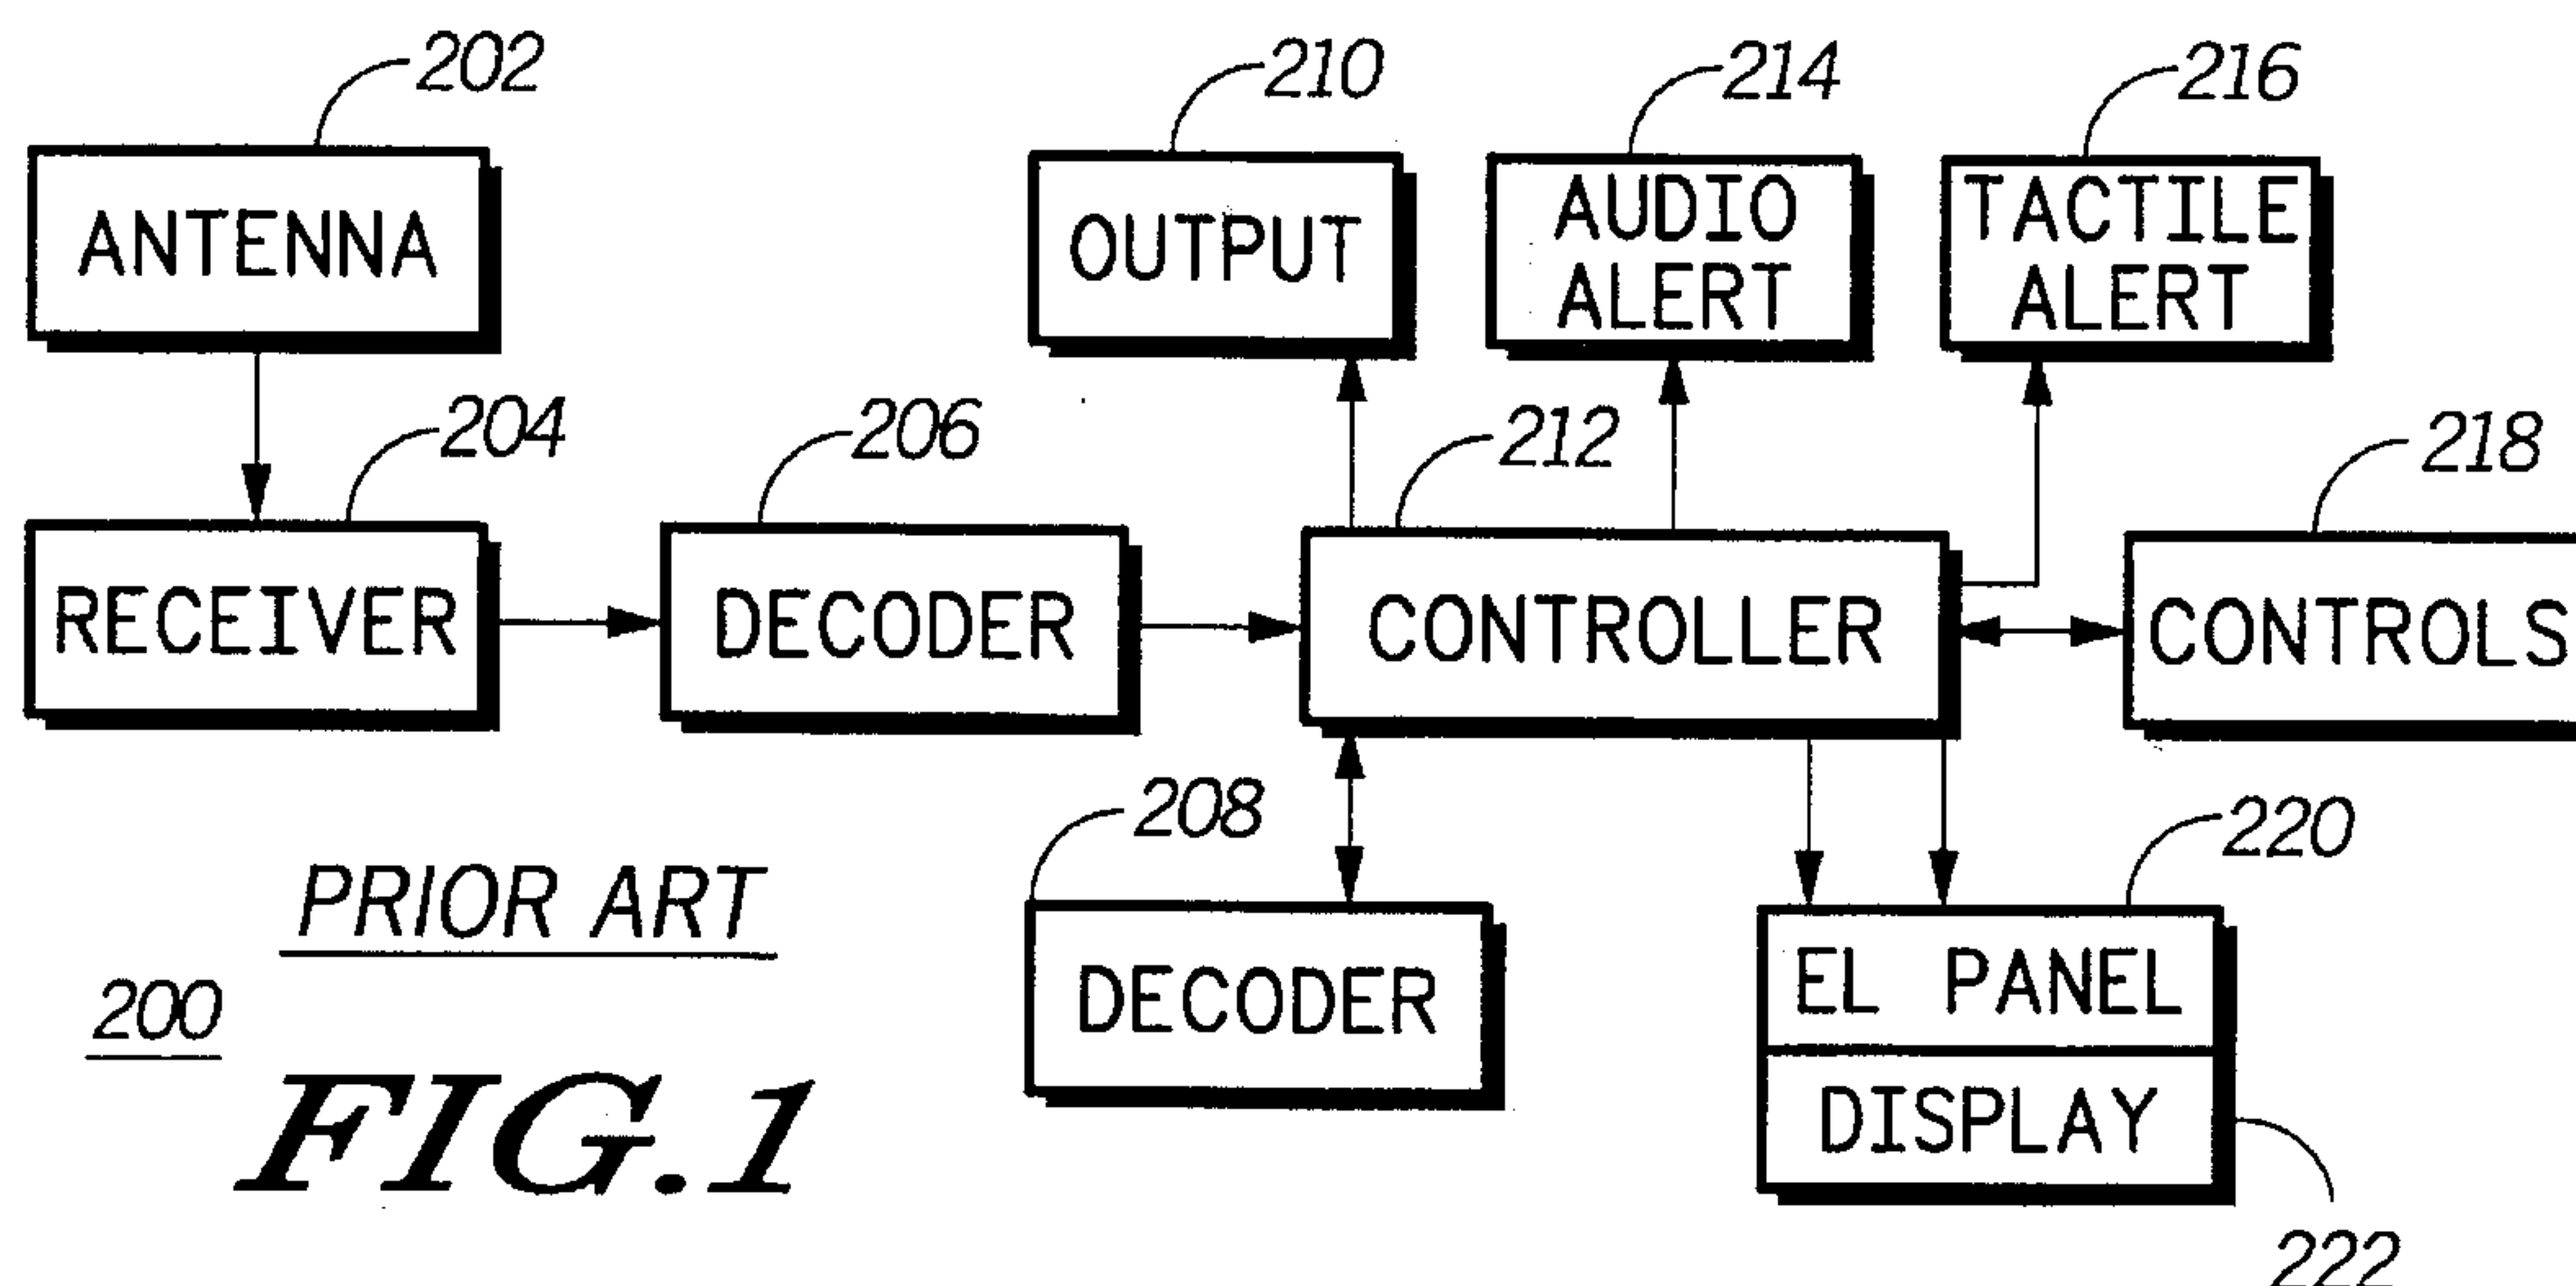 202
210
214
216
ANTENNA
OUTPUT
AUDIO
ALERT
TACTILE
ALERT
204
206
212
218
RECEIVER
DECODER
CONTROLLER
CONTROLS
208
220
PRIOR ART
200
DECODER
EL PANEL
DISPLAY
FIG.1
222